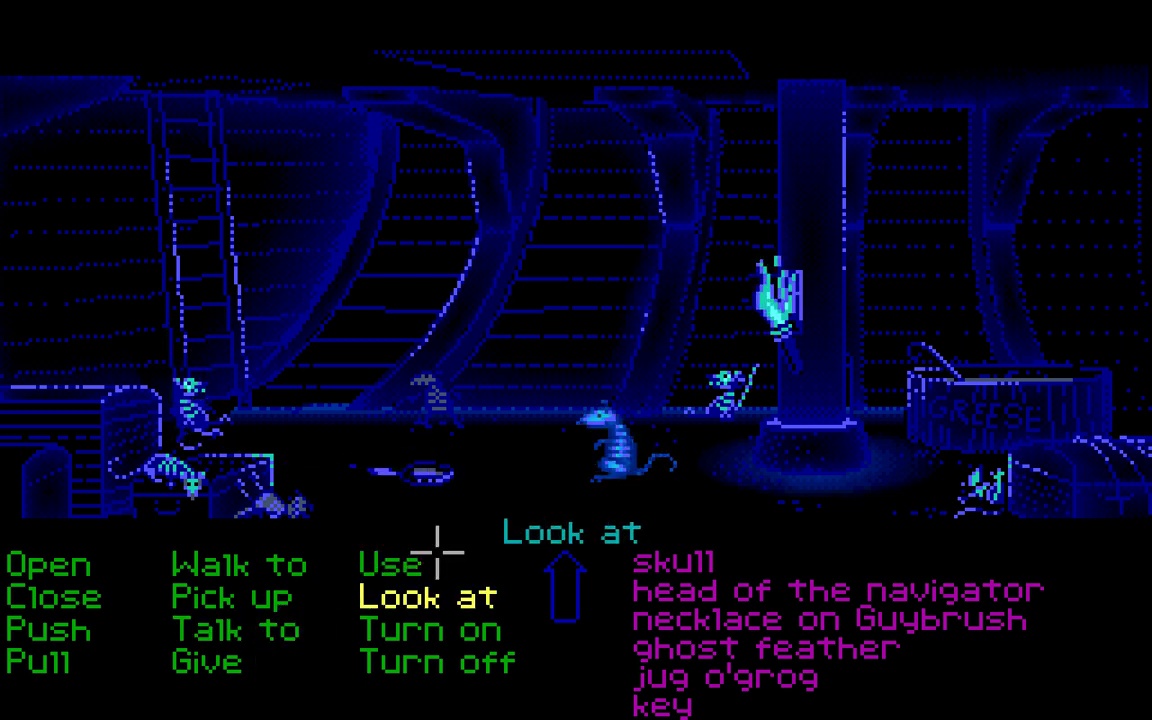 GREESE
Look at
Open Walk to Use
Close Pick up Look at
Push Talk to Turn on
Pull Give Turn off
skull
head of the navigator
necklace on Guybrush
ghost feather
jug o'grog
key